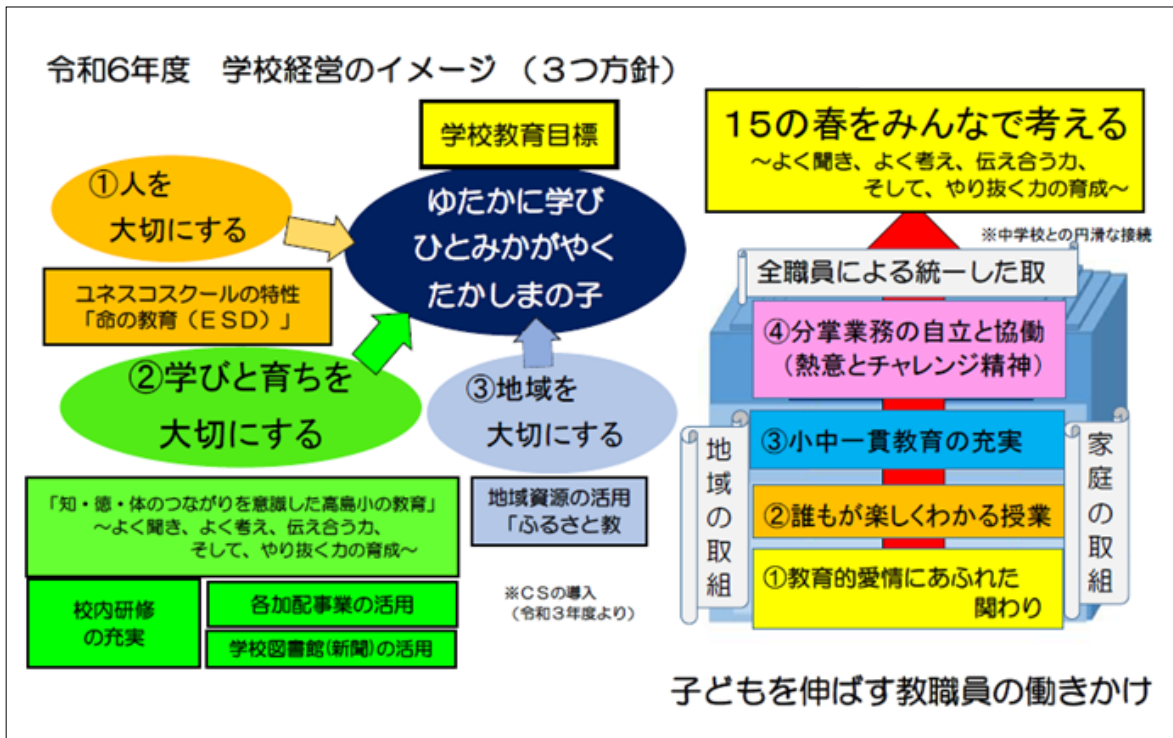 令和6年度　学校経営のイメージ （３つ方針）
学校教育目標
ゆたかに学び
ひとみかがやく
たかしまの子
①人を
大切にする
ユネスコスクールの特性
「命の教育（ＥＳＤ）」
②学びと育ちを
大切にする
「知・徳・体のつながりを意識した高島小の教育」
～よく聞き、よく考え、伝え合う力、
そして、やり抜く力の育成～
校内研修
の充実
各加配事業の活用
学校図書館(新聞)の活用
③地域を
大切にする
地域資源の活用
「ふるさと教
※ＣＳの導入
（令和３年度より）
１５の春をみんなで考える
～よく聞き、よく考え、伝え合う力、
そして、やり抜く力の育成～
※中学校との円滑な接続
全職員による統一した取
④分掌業務の自立と協働
（熱意とチャレンジ精神）
③小中一貫教育の充実
②誰もが楽しくわかる授業
①教育的愛情にあふれた
関わり
地域の取組
家庭の取組
子どもを伸ばす教職員の働きかけ